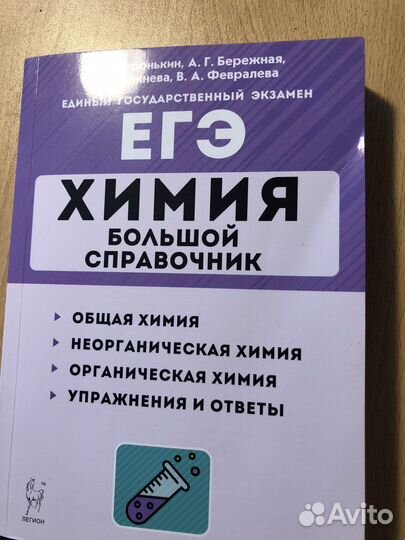 А. Г. Бережная,
В. А. Февралева
ЕДИНЫЙ ГОСУДАРСТВЕННЫЙ ЭКЗАМЕН
ЕГЭ
ХИМИЯ
БОЛЬШОЙ
СПРАВОЧНИК
ОБЩАЯ ХИМИЯ
НЕОРГАНИЧЕСКАЯ ХИМИЯ
ОРГАНИЧЕСКАЯ ХИМИЯ
УПРАЖНЕНИЯ И ОТВЕТЫ
TM
ЛЕГИОН
Avito